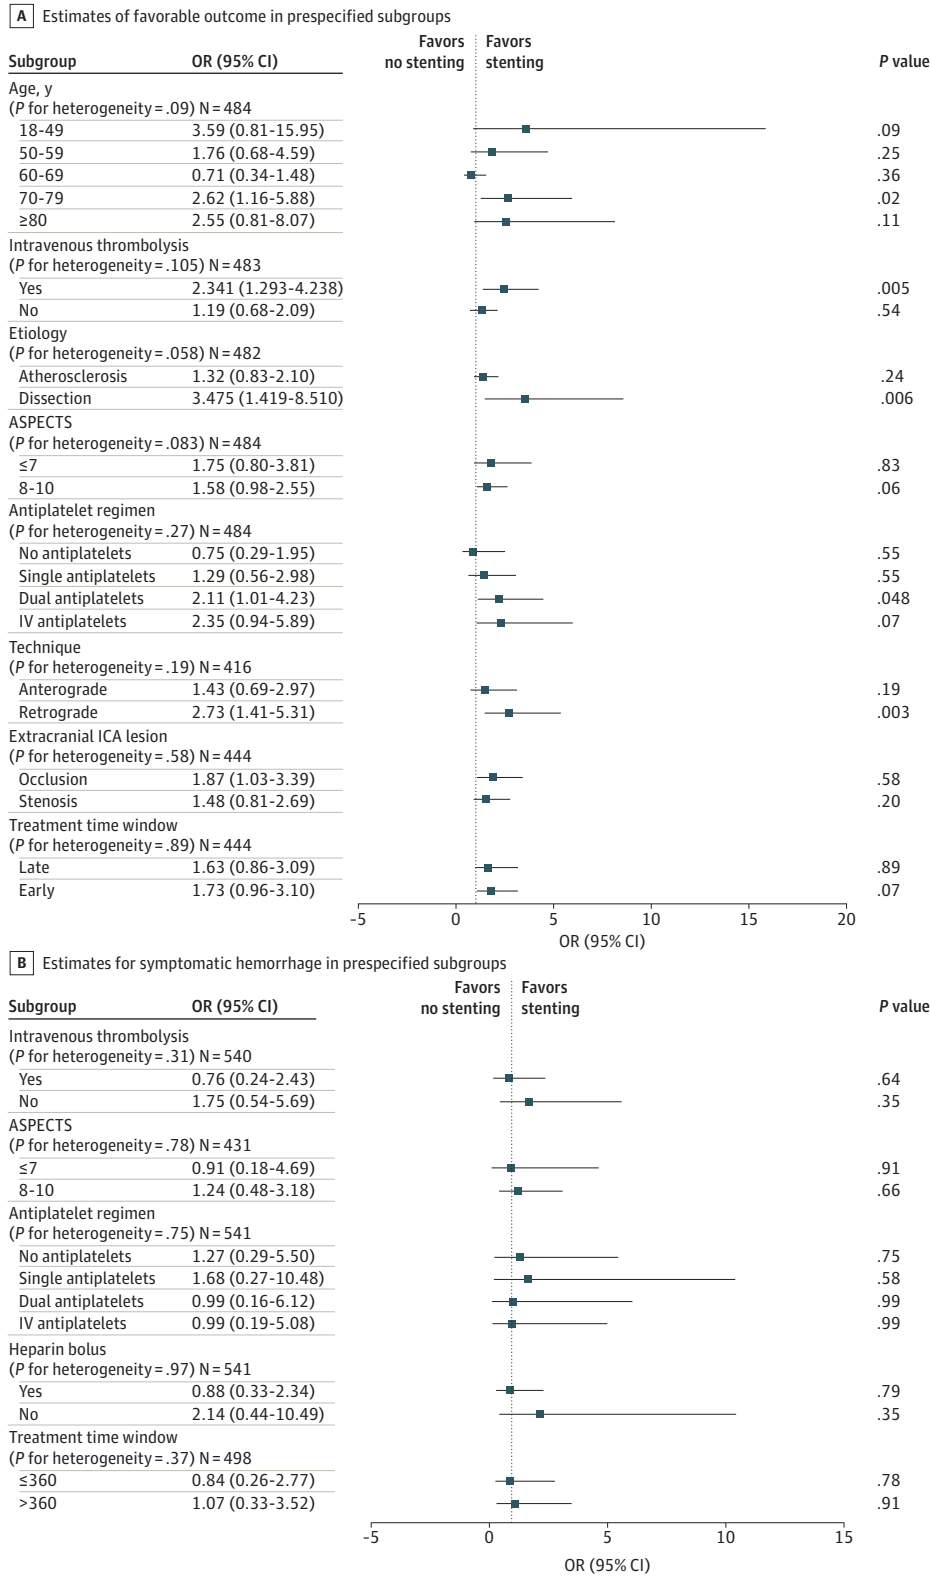 A Estimates of favorable outcome in prespecified subgroups
Favors no stenting Favors stenting
Subgroup OR (95% CI) P value
Age, y
(P for heterogeneity = .09) N = 484
18-49 3.59 (0.81-15.95) .09
50-59 1.76 (0.68-4.59) .25
60-69 0.71 (0.34-1.48) .36
70-79 2.62 (1.16-5.88) .02
≥80 2.55 (0.81-8.07) .11
Intravenous thrombolysis
(P for heterogeneity = .105) N = 483
Yes 2.341 (1.293-4.238) .005
No 1.19 (0.68-2.09) .54
Etiology
(P for heterogeneity = .058) N = 482
Atherosclerosis 1.32 (0.83-2.10) .24
Dissection 3.475 (1.419-8.510) .006
ASPECTS
(P for heterogeneity = .083) N = 484
≤7 1.75 (0.80-3.81) .83
8-10 1.58 (0.98-2.55) .06
Antiplatelet regimen
(P for heterogeneity = .27) N = 484
No antiplatelets 0.75 (0.29-1.95) .55
Single antiplatelets 1.29 (0.56-2.98) .55
Dual antiplatelets 2.11 (1.01-4.23) .048
IV antiplatelets 2.35 (0.94-5.89) .07
Technique
(P for heterogeneity = .19) N = 416
Anterograde 1.43 (0.69-2.97) .19
Retrograde 2.73 (1.41-5.31) .003
Extracranial ICA lesion
(P for heterogeneity = .58) N = 444
Occlusion 1.87 (1.03-3.39) .58
Stenosis 1.48 (0.81-2.69) .20
Treatment time window
(P for heterogeneity = .89) N = 444
Late 1.63 (0.86-3.09) .89
Early 1.73 (0.96-3.10) .07
-5 0 5 10 15 20
OR (95% CI)
B Estimates for symptomatic hemorrhage in prespecified subgroups
Favors no stenting Favors stenting
Subgroup OR (95% CI) P value
Intravenous thrombolysis
(P for heterogeneity = .31) N = 540
Yes 0.76 (0.24-2.43) .64
No 1.75 (0.54-5.69) .35
ASPECTS
(P for heterogeneity = .78) N = 431
≤7 0.91 (0.18-4.69) .91
8-10 1.24 (0.48-3.18) .66
Antiplatelet regimen
(P for heterogeneity = .75) N = 541
No antiplatelets 1.27 (0.29-5.50) .75
Single antiplatelets 1.68 (0.27-10.48) .58
Dual antiplatelets 0.99 (0.16-6.12) .99
IV antiplatelets 0.99 (0.19-5.08) .99
Heparin bolus
(P for heterogeneity = .97) N = 541
Yes 0.88 (0.33-2.34) .79
No 2.14 (0.44-10.49) .35
Treatment time window
(P for heterogeneity = .37) N = 498
≤360 0.84 (0.26-2.77) .78
>360 1.07 (0.33-3.52) .91
-5 0 5 10 15
OR (95% CI)